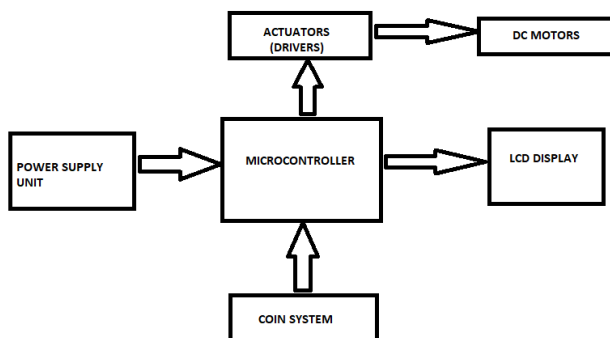 ACTUATORS
(DRIVERS)
DC MOTORS
POWER SUPPLY
UNIT
MICROCONTROLLER
LCD DISPLAY
COIN SYSTEM